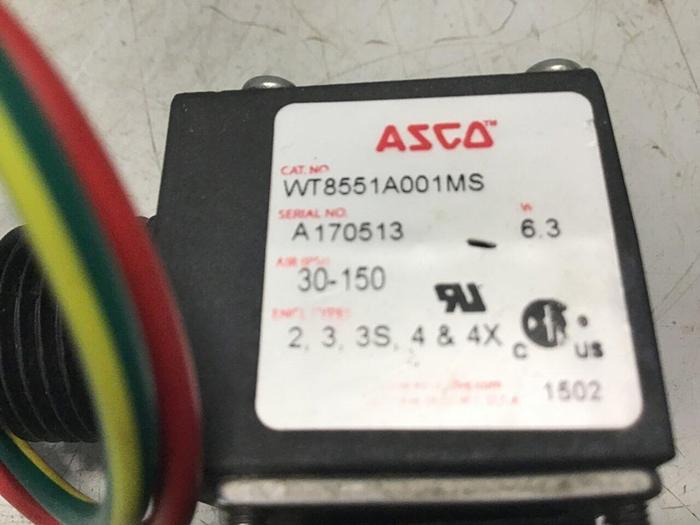 ASCO™
CAT. NO.
WT8551A001MS
SERIAL NO. W
A170513 6.3
AIR (PSI)
30-150
ENCL TYPES
2, 3, 3S, 4 & 4X
C US
1502